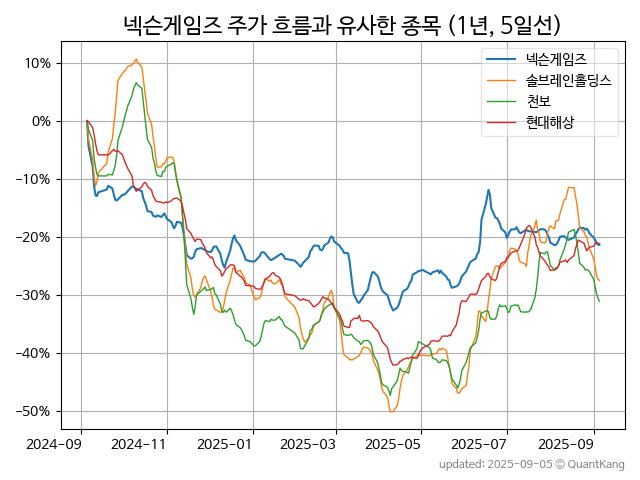 넥슨게임즈 주가 흐름과 유사한 종목 (1년, 5일선)
넥슨게임즈
솔브레인홀딩스
천보
현대해상
10%
0%
−10%
−20%
−30%
−40%
−50%
2024-09
2024-11
2025-01
2025-03
2025-05
2025-07
2025-09
updated: 2025-09-05 © QuantKang